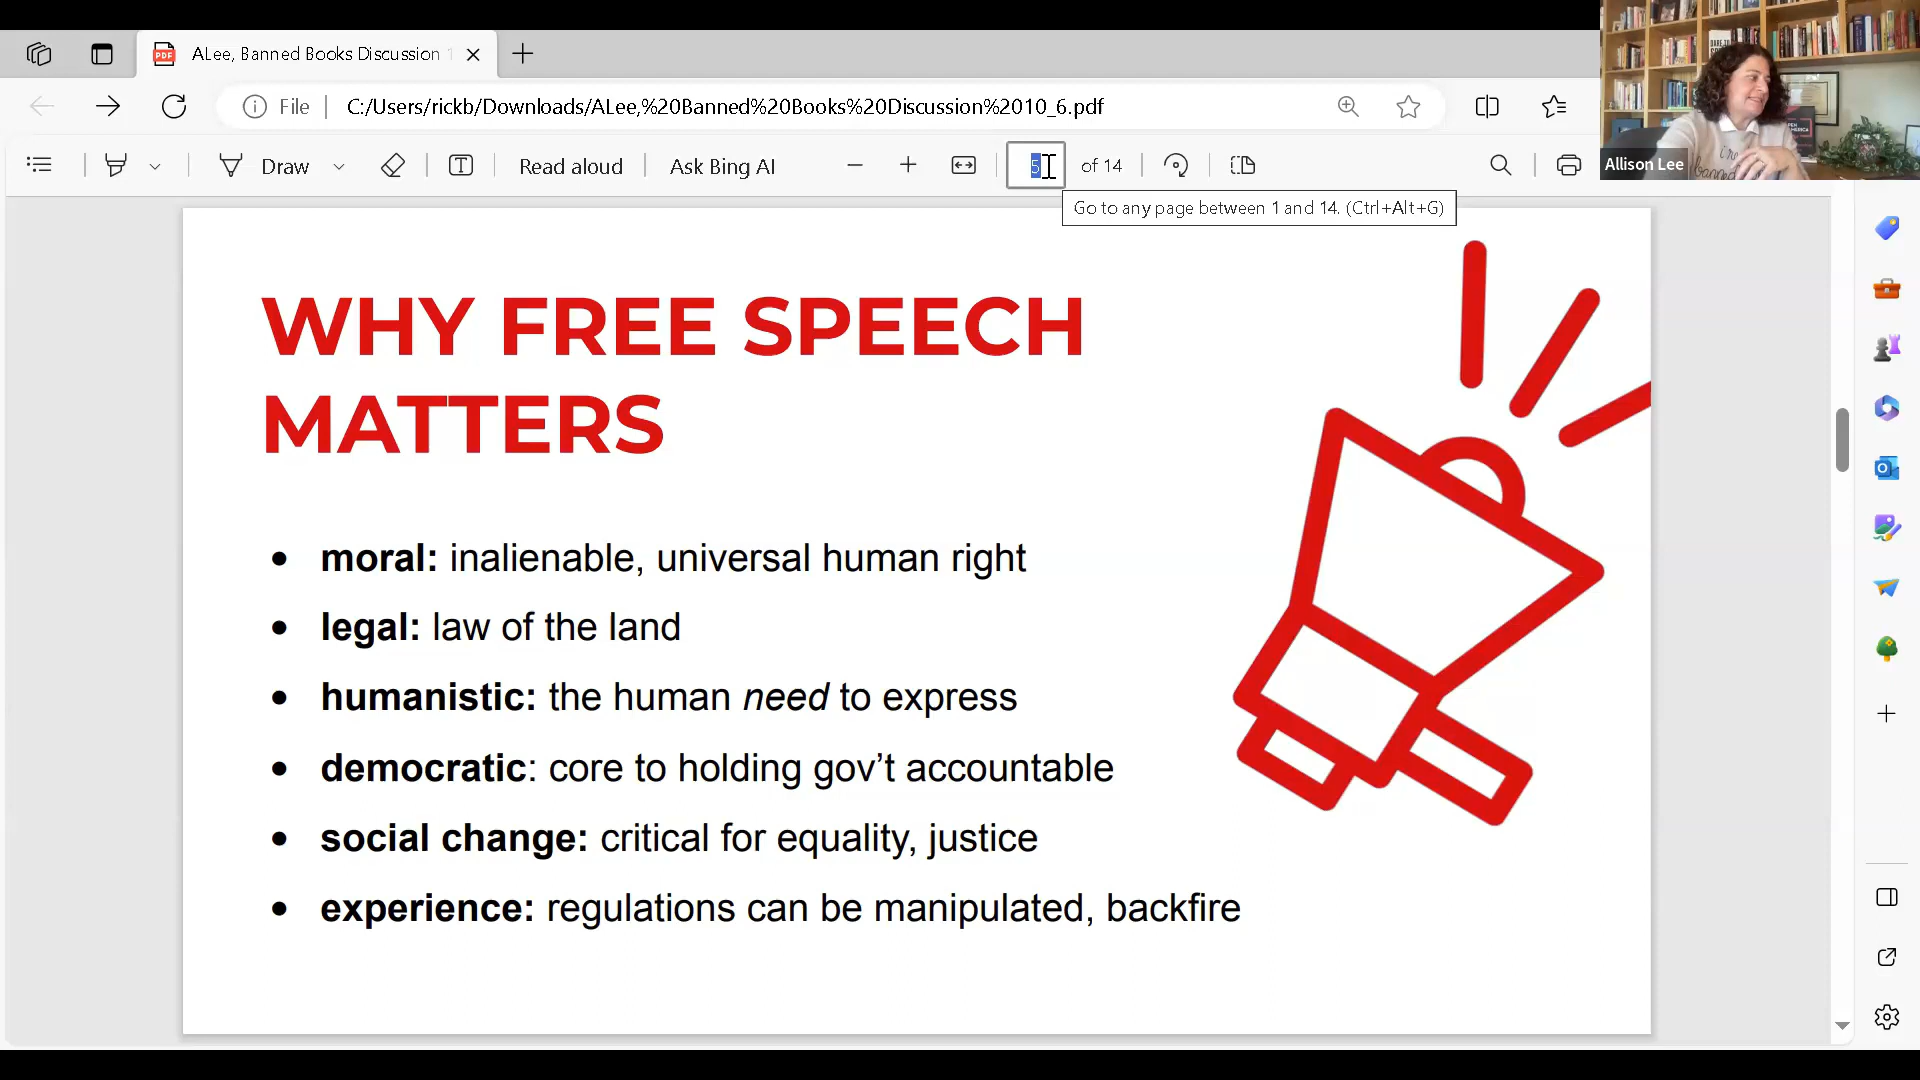 ALee, Banned Books Discussion 1
File
C:/Users/rickb/Downloads/ALee,%20Banned%20Books%20Discussion%2010_6.pdf
Draw
Read aloud
Ask Bing AI
5
of 14
Allison Lee
Go to any page between 1 and 14. (Ctrl+Alt+G)
WHY FREE SPEECH
MATTERS
• moral: inalienable, universal human right
• legal: law of the land
• humanistic: the human need to express
• democratic: core to holding gov’t accountable
• social change: critical for equality, justice
• experience: regulations can be manipulated, backfire